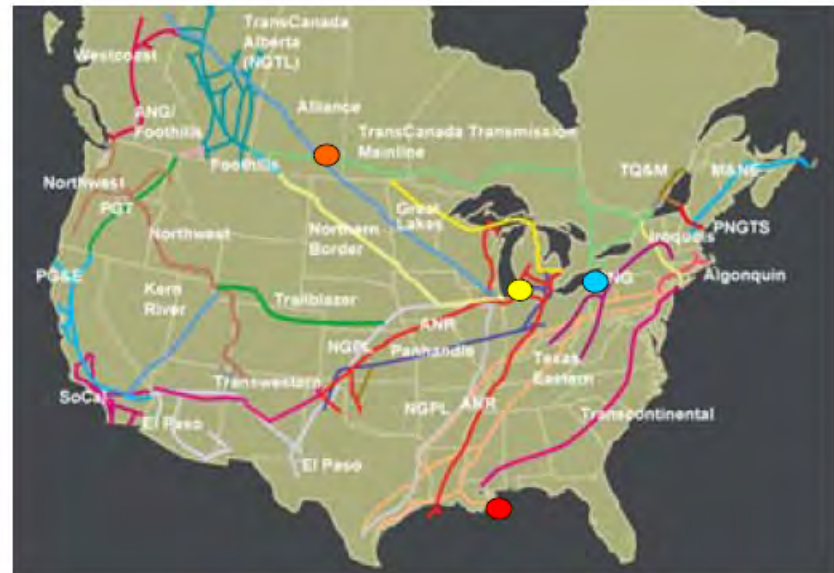 TransCanada
Alberta
(NGTL)
Westcoast
Alliance
ANG/
Foothills
TransCanada Transmission
Mainline
Foothills
TQ&M
M&NE
Northwest
PGT
Great
Lakes
PNGTS
Iroquois
Northwest
Northern
Border
NG
Algonquin
PG&E
Kern
River
Trailblazer
ANR
NGPL
Panhandle
Texas
Eastern
Transwestern
SoCal
NGPL
ANR
Transcontinental
El Paso
El Paso